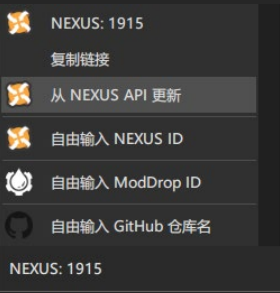 NEXUS: 1915
复制链接
从 NEXUS API 更新
自由输入 NEXUS ID
自由输入 ModDrop ID
自由输入 GitHub 仓库名
NEXUS: 1915